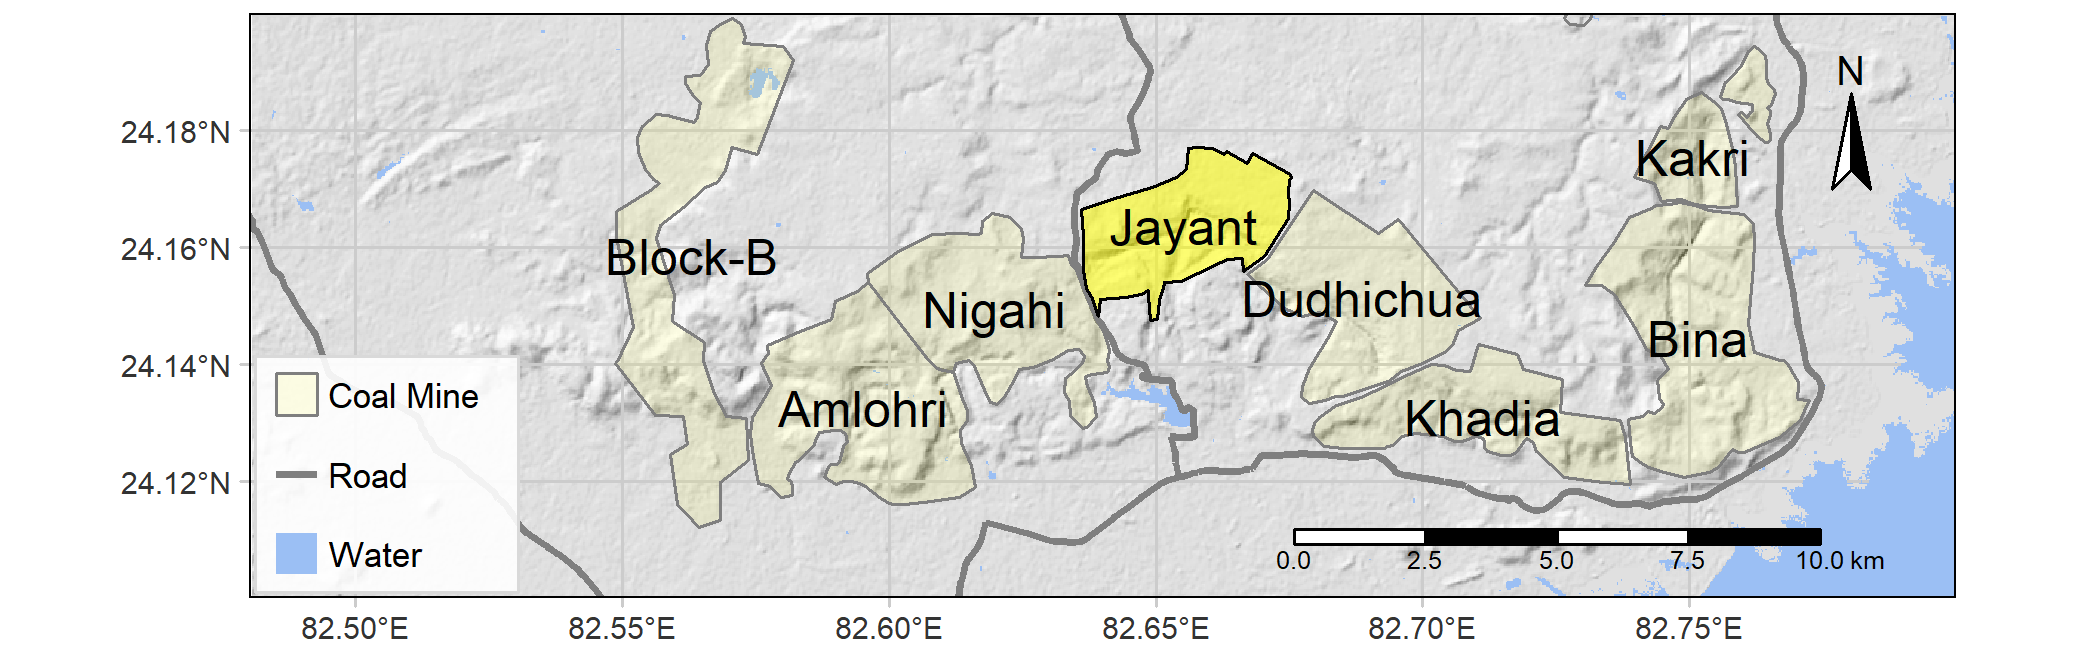 N
24.18°N
Kakri
Jayant
24.16°N
Block-B
Dudhichua
Nigahi
Bina
24.14°N
Coal Mine
Amlohri
Khadia
Road
24.12°N
Water
0.0 2.5 5.0 7.5 10.0 km
82.50°E 82.55°E 82.60°E 82.65°E 82.70°E 82.75°E